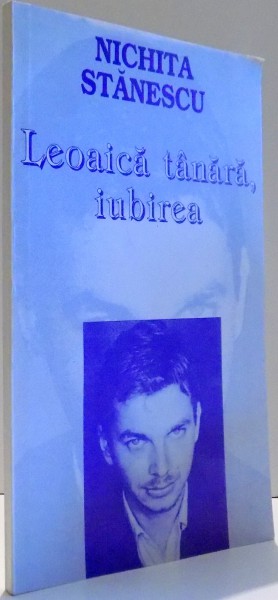 NICHITA
STĂNESCU
Leoaică tânără,
iubirea